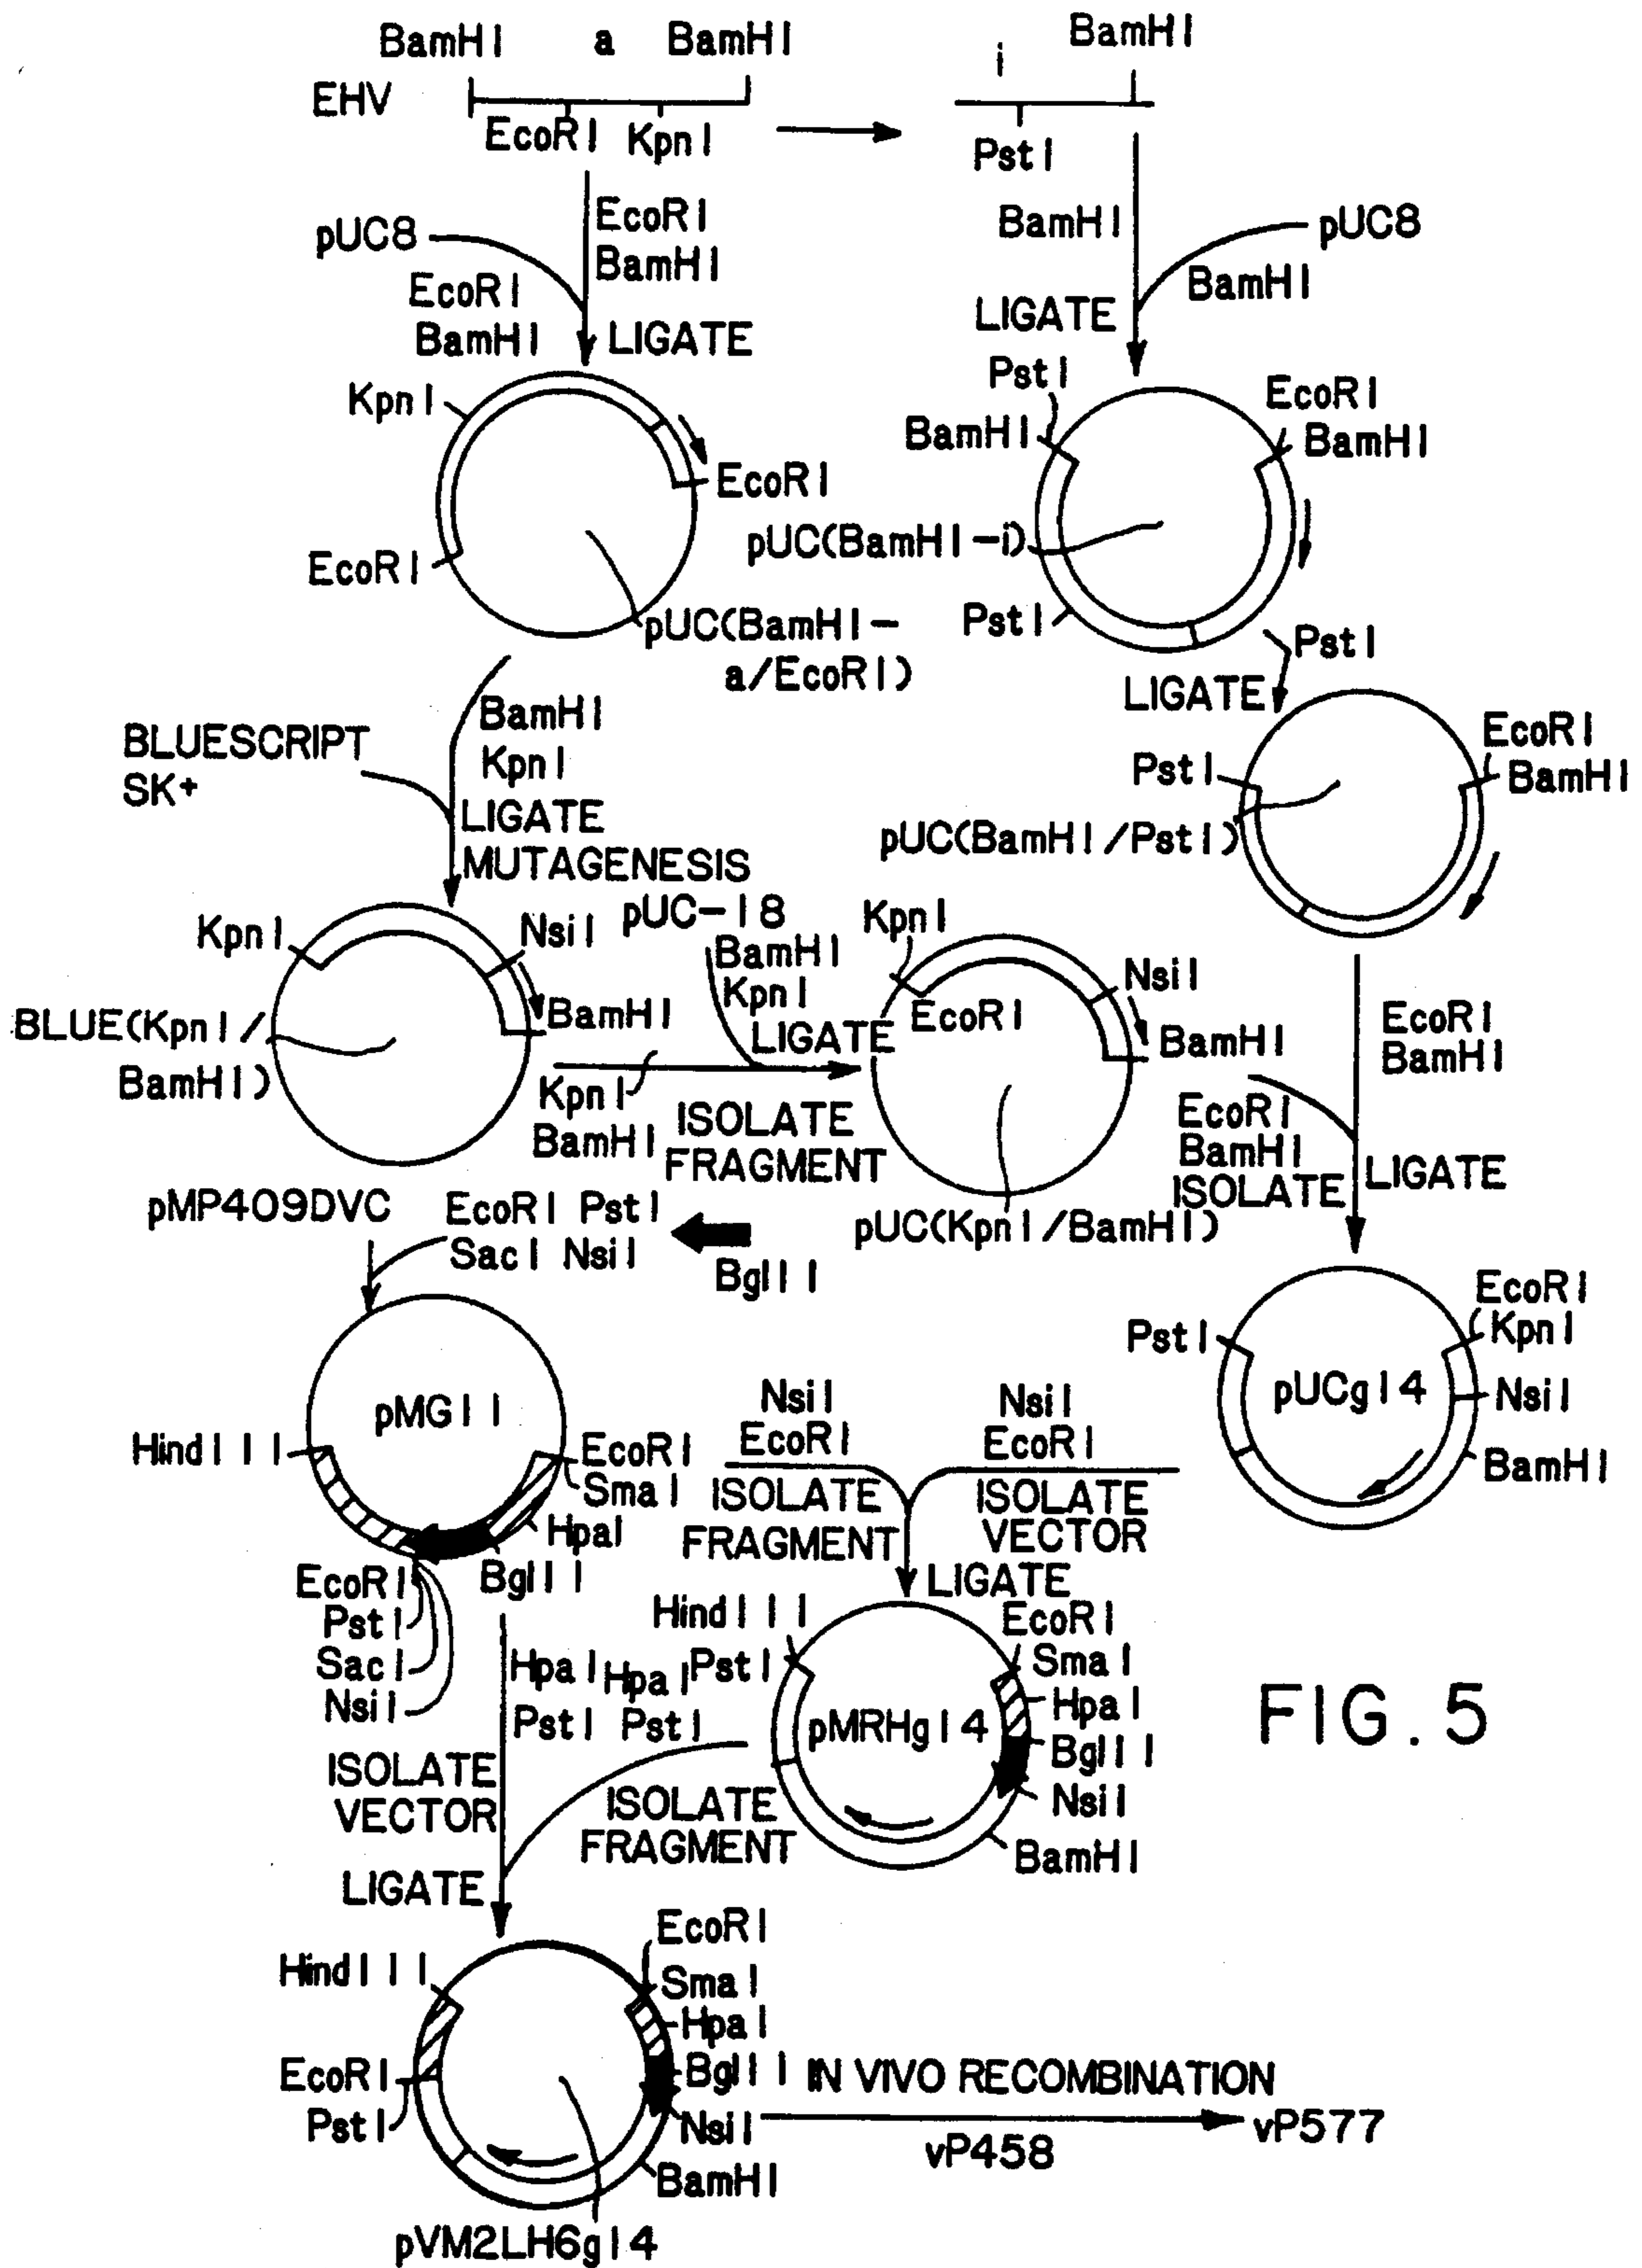 BamHI a BamHI
i BamHI
EHV
EcoRI KpnI
PstI
EcoRI
BamHI
pUC8
EcoRI
BamHI
LIGATE
BamHI
pUC8
BamHI
LIGATE
KpnI
EcoRI
EcoRI
pUC(BamHI-
a/EcoRI)
PstI
BamHI
EcoRI
BamHI
pUC(BamHI-i)
PstI
PstI
LIGATE
BamHI
KpnI
BLUESCRIPT
SK+
LIGATE
MUTAGENESIS
PstI
EcoRI
BamHI
pUC(BamHI/PstI)
KpnI
NsiI
BamHI
BLUE(KpnI/
BamHI)
pUC-18
BamHI
KpnI
LIGATE
KpnI
BamHI
ISOLATE
FRAGMENT
KpnI
EcoRI
NsiI
BamHI
pUC(KpnI/BamHI)
EcoRI
BamHI
EcoRI
BamHI
ISOLATE
LIGATE
pMP409DVC
EcoRI PstI
SacI NsiI
BglII
pMG11
HindIII
EcoRI
SmaI
HpaI
BglII
EcoRI
PstI
SacI
NsiI
PstI
EcoRI
KpnI
pUCg14
NsiI
BamHI
NsiI
EcoRI
ISOLATE
FRAGMENT
NsiI
EcoRI
ISOLATE
VECTOR
LIGATE
HindIII
PstI
EcoRI
SmaI
HpaI
pMRHg14
BglII
NsiI
BamHI
FIG. 5
HpaI
PstI
HpaI
PstI
ISOLATE
VECTOR
ISOLATE
FRAGMENT
LIGATE
HindIII
EcoRI
SmaI
HpaI
BglII
NsiI
BamHI
EcoRI
PstI
pVM2LH6g14
IN VIVO RECOMBINATION
vP458
vP577